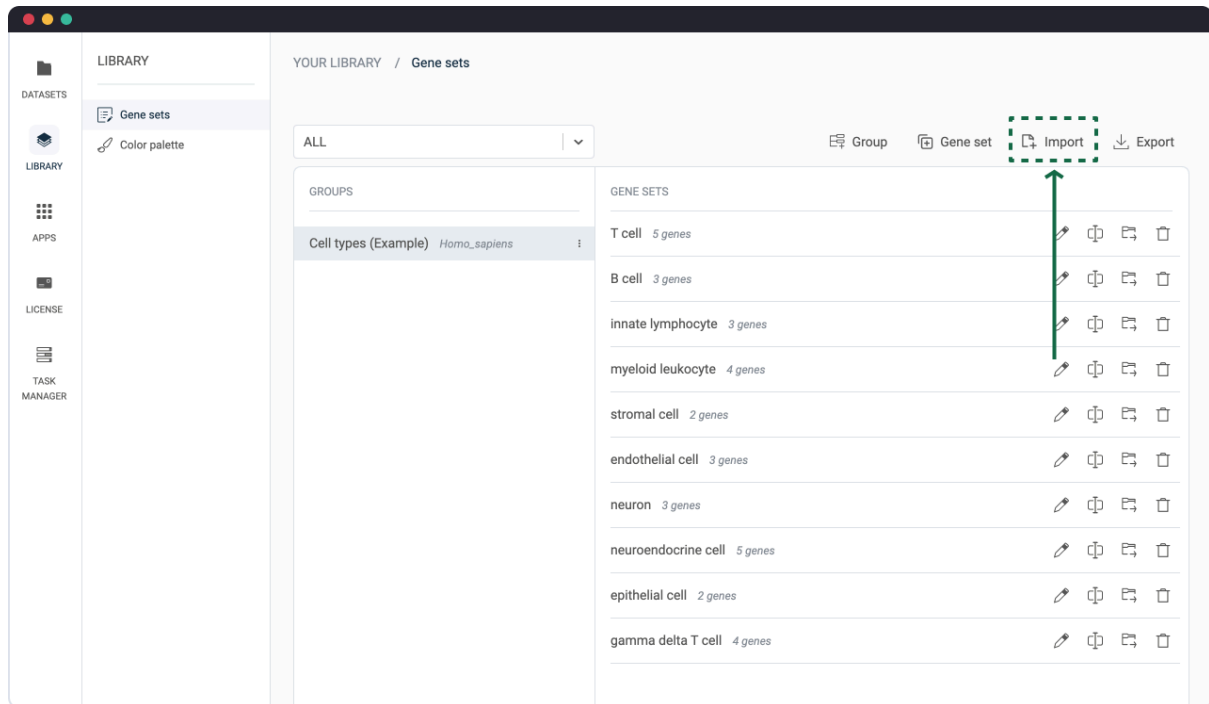 DATASETS
LIBRARY
APPS
LICENSE
TASK
MANAGER
LIBRARY
Gene sets
Color palette
YOUR LIBRARY / Gene sets
ALL
Group
Gene set
Import
Export
GROUPS
Cell types (Example) Homo_sapiens
GENE SETS
T cell 5 genes
B cell 3 genes
innate lymphocyte 3 genes
myeloid leukocyte 4 genes
stromal cell 2 genes
endothelial cell 3 genes
neuron 3 genes
neuroendocrine cell 5 genes
epithelial cell 2 genes
gamma delta T cell 4 genes